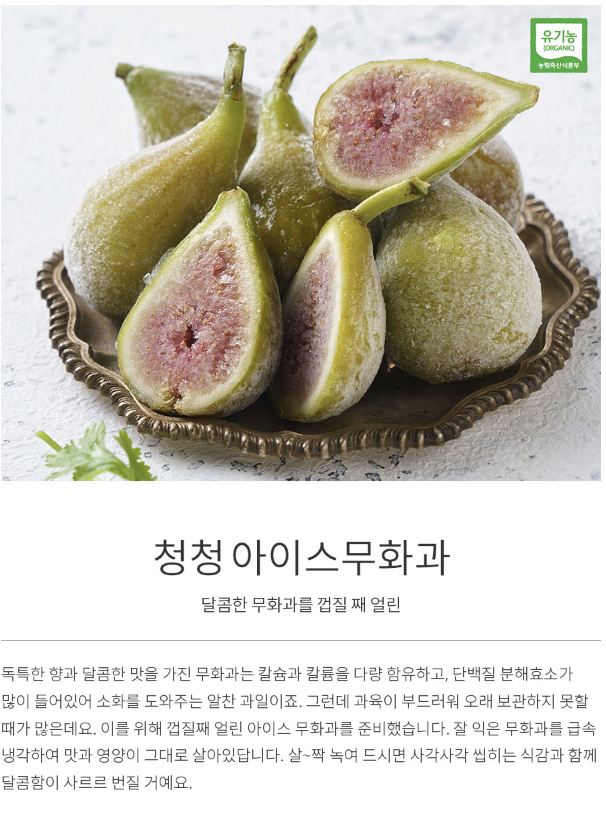 유기농
(ORGANIC)
농림축산식품부
청청 아이스무화과
달콤한 무화과를 껍질 째 얼린
독특한 향과 달콤한 맛을 가진 무화과는 칼슘과 칼륨을 다량 함유하고, 단백질 분해효소가
많이 들어있어 소화를 도와주는 알찬 과일이죠. 그런데 과육이 부드러워 오래 보관하지 못할
때가 많은데요. 이를 위해 껍질째 얼린 아이스 무화과를 준비했습니다. 잘 익은 무화과를 급속
냉각하여 맛과 영양이 그대로 살아있답니다. 살~짝 녹여 드시면 사각사각 씹히는 식감과 함께
달콤함이 사르르 번질 거예요.